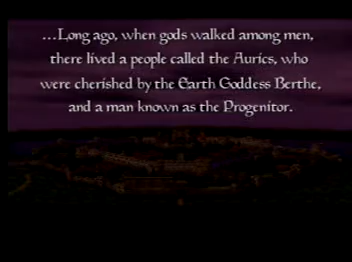 ...Long ago, when gods walked among men,
there lived a people called the Aurics, who
were cherished by the Earth Goddess Berthe,
and a man known as the Progenitor.